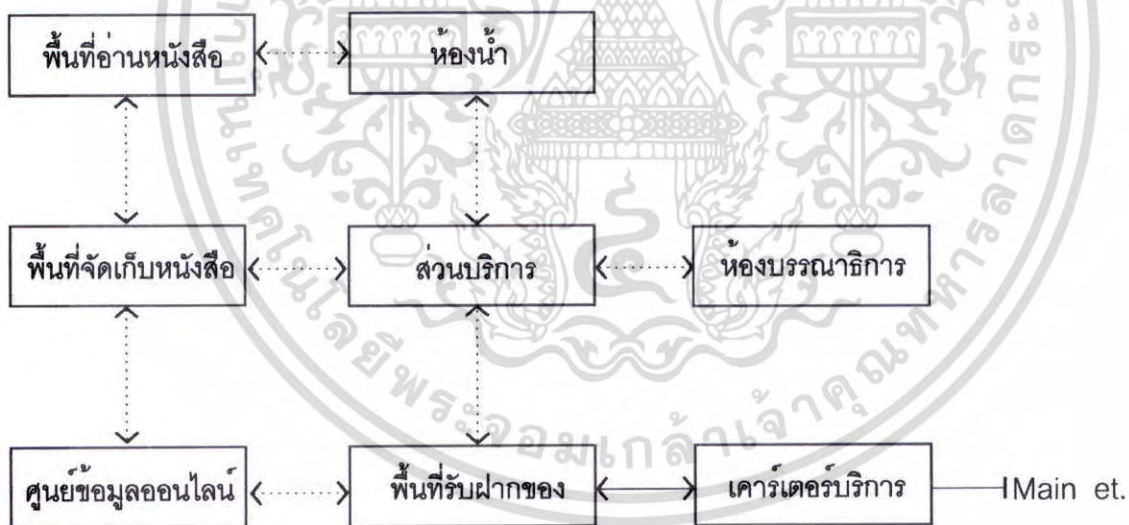 พื้นที่อ่านหนังสือ
ห้องน้ำ
พื้นที่จัดเก็บหนังสือ
ส่วนบริการ
ห้องบรรณาธิการ
ศูนย์ข้อมูลออนไลน์
พื้นที่รับฝากของ
เคาร์เตอร์บริการ
Main et.